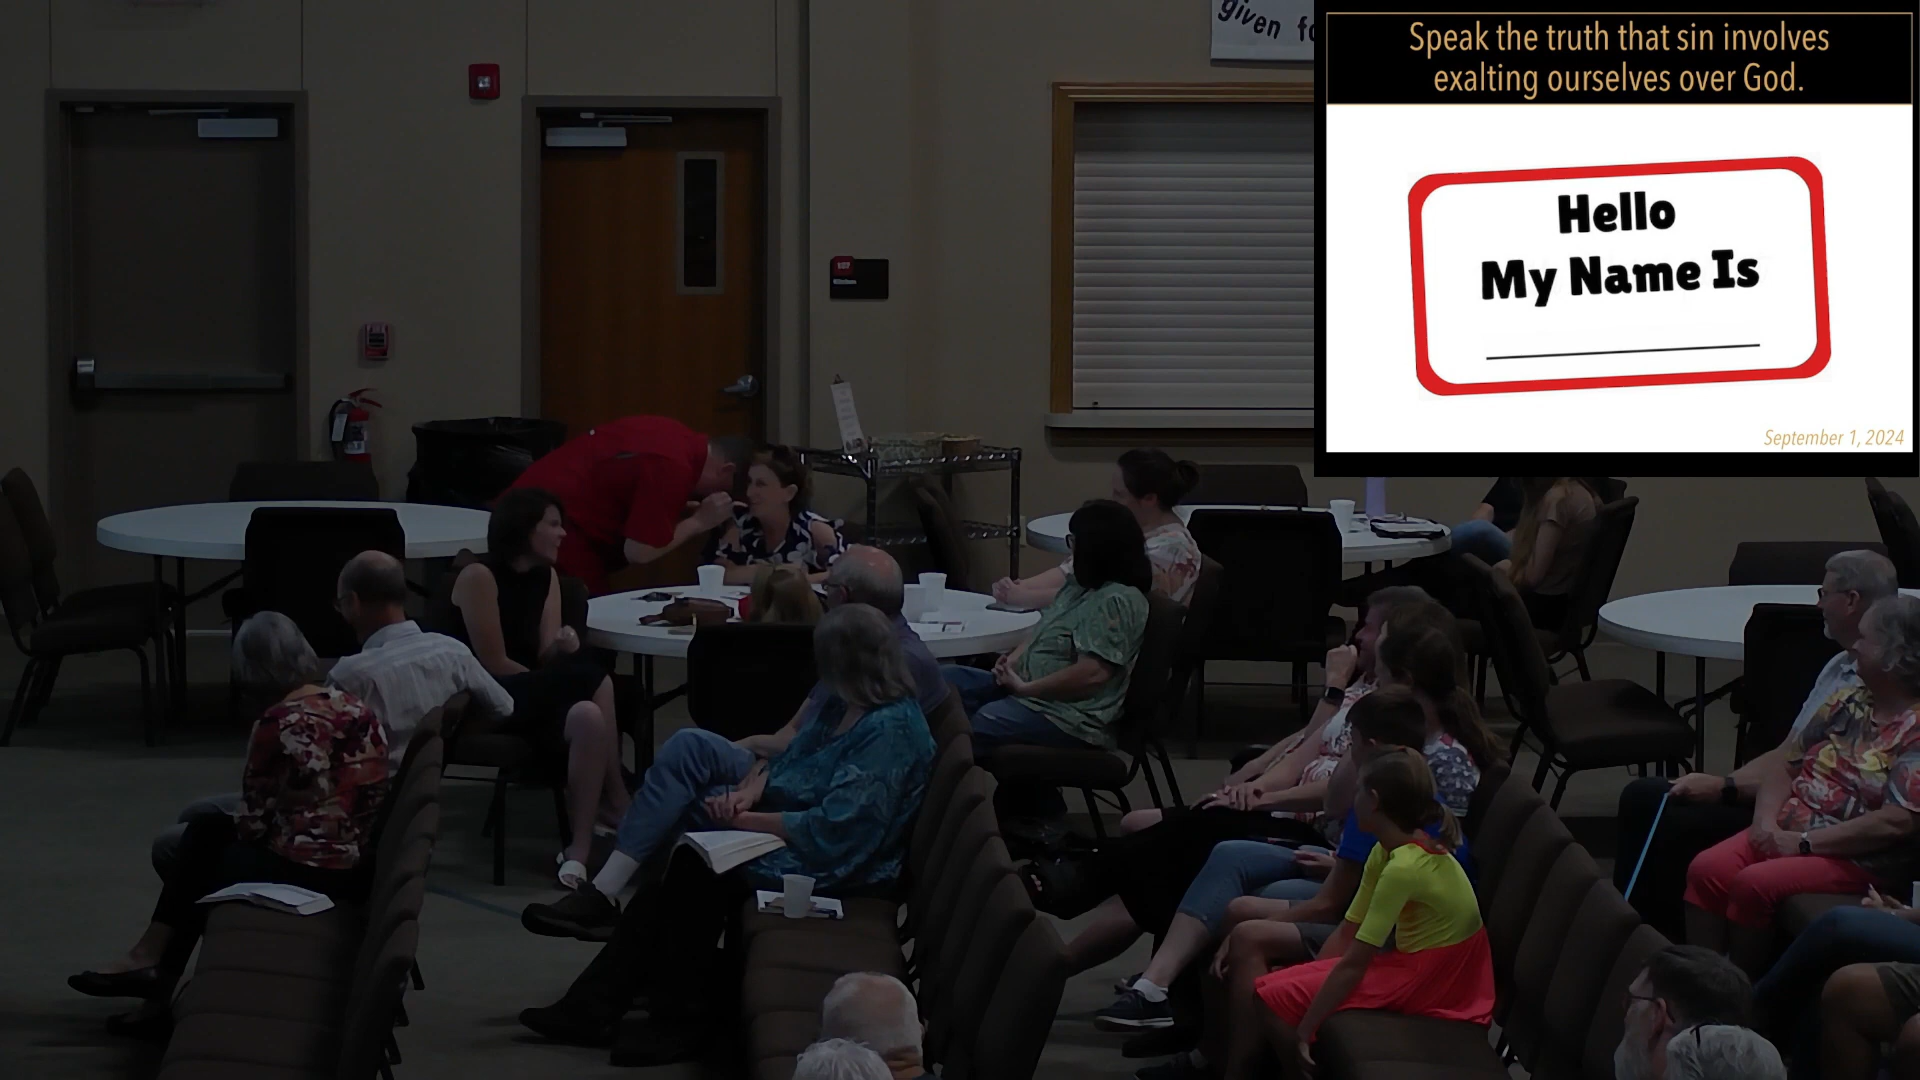 given fo
Speak the truth that sin involves
exalting ourselves over God.
Hello
My Name Is
September 1, 2024